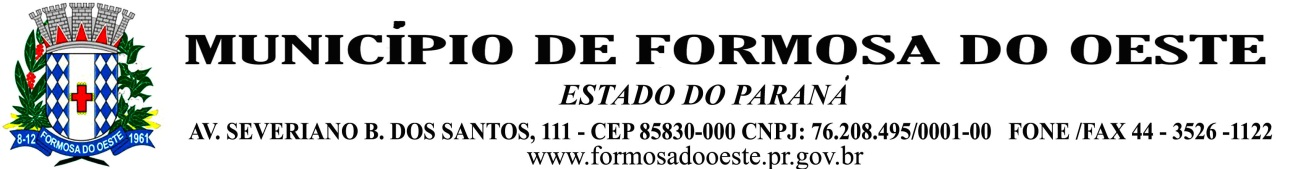 MUNICÍPIO DE FORMOSA DO OESTE
ESTADO DO PARANÁ
AV. SEVERIANO B. DOS SANTOS, 111 - CEP 85830-000 CNPJ: 76.208.495/0001-00 FONE /FAX 44 - 3526 -1122
www.formosadooeste.pr.gov.br
8-12 FORMOSA DO OESTE 1961